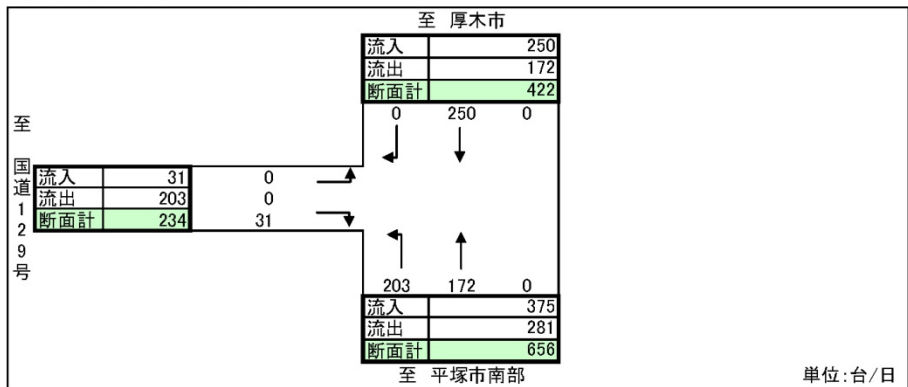 至 厚木市
流入 250
流出 172
断面計 422
0 250 0
至 国道129号
流入 31 0
流出 203 0
断面計 234 31
203 172 0
流入 375
流出 281
断面計 656
至 平塚市南部
単位:台/日